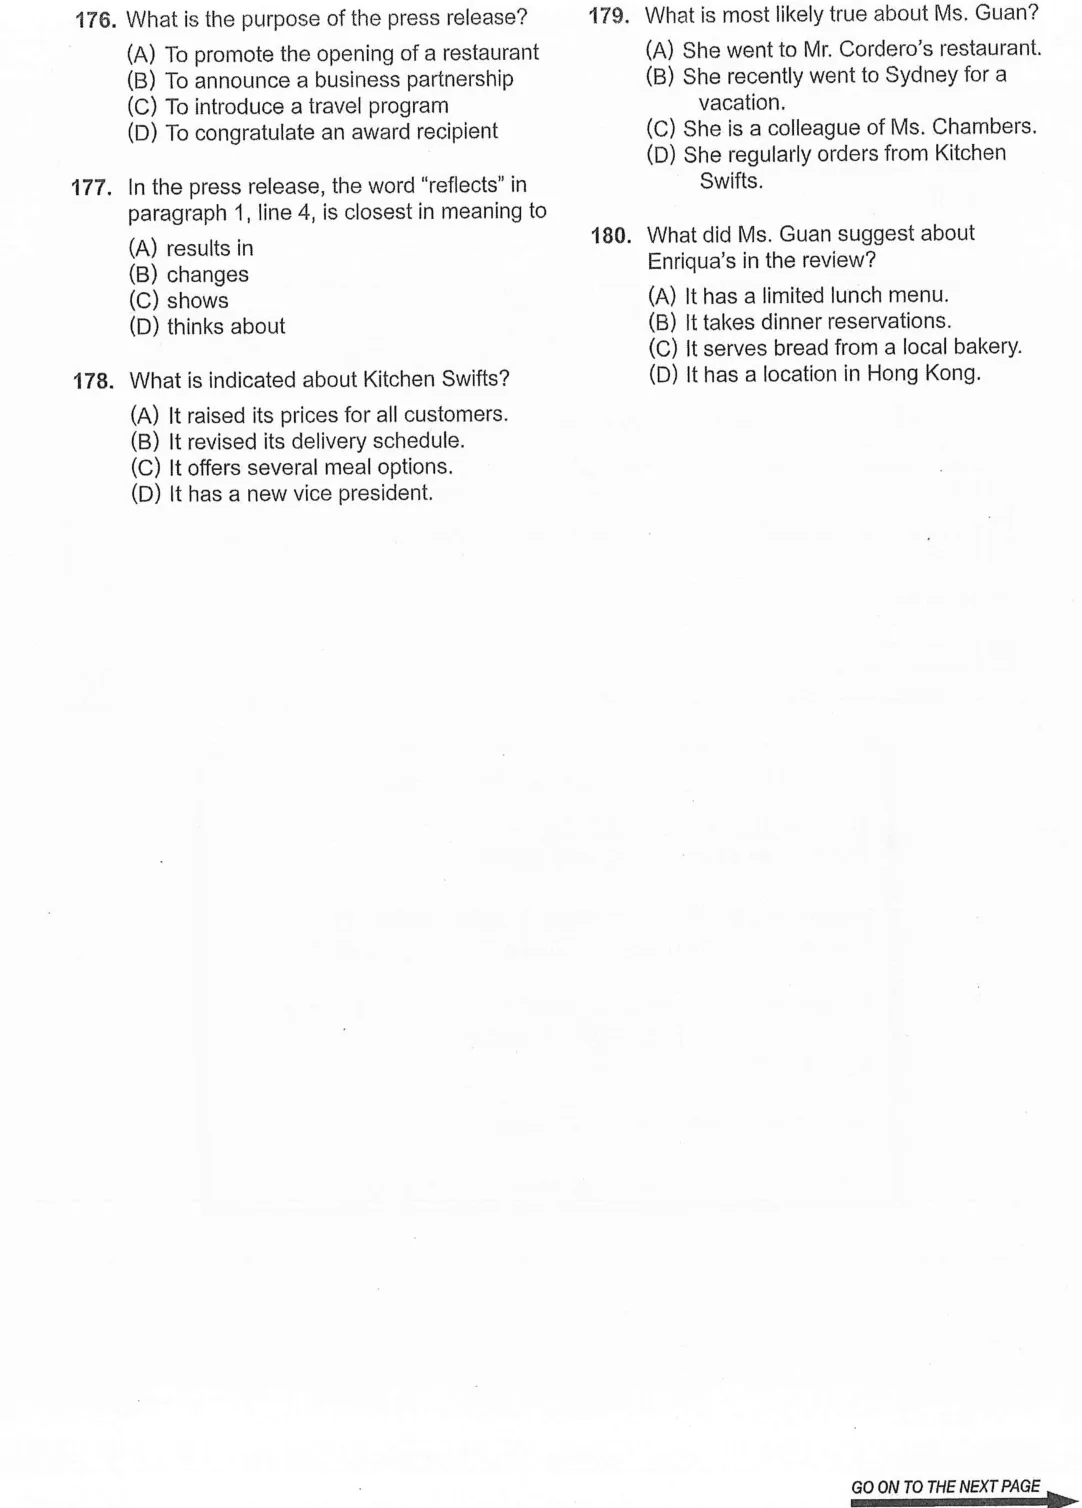 176. What is the purpose of the press release?
(A) To promote the opening of a restaurant
(B) To announce a business partnership
(C) To introduce a travel program
(D) To congratulate an award recipient
177. In the press release, the word “reflects” in
paragraph 1, line 4, is closest in meaning to
(A) results in
(B) changes
(C) shows
(D) thinks about
178. What is indicated about Kitchen Swifts?
(A) It raised its prices for all customers.
(B) It revised its delivery schedule.
(C) It offers several meal options.
(D) It has a new vice president.
179. What is most likely true about Ms. Guan?
(A) She went to Mr. Cordero’s restaurant.
(B) She recently went to Sydney for a
vacation.
(C) She is a colleague of Ms. Chambers.
(D) She regularly orders from Kitchen
Swifts.
180. What did Ms. Guan suggest about
Enriqua’s in the review?
(A) It has a limited lunch menu.
(B) It takes dinner reservations.
(C) It serves bread from a local bakery.
(D) It has a location in Hong Kong.
GO ON TO THE NEXT PAGE